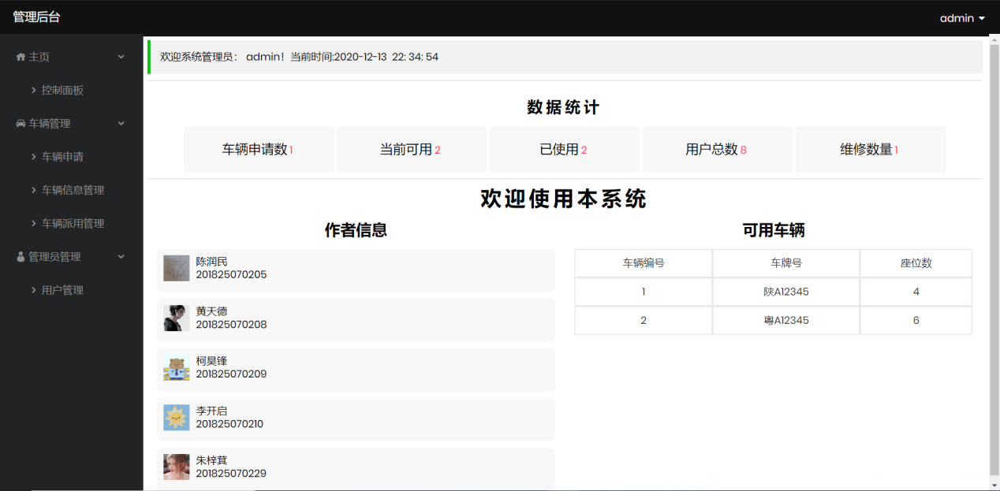 管理后台
admin
主页
控制面板
车辆管理
车辆申请
车辆信息管理
车辆派用管理
管理员管理
用户管理
欢迎系统管理员： admin！当前时间:2020-12-13 22: 34: 54
数据统计
车辆申请数 1
当前可用 2
已使用 2
用户总数 8
维修数量 1
欢迎使用本系统
作者信息
陈润民
201825070205
黄天德
201825070208
柯昊锋
201825070209
李开启
201825070210
朱梓萁
201825070229
可用车辆
车辆编号 车牌号 座位数
1 陕A12345 4
2 粤A12345 6